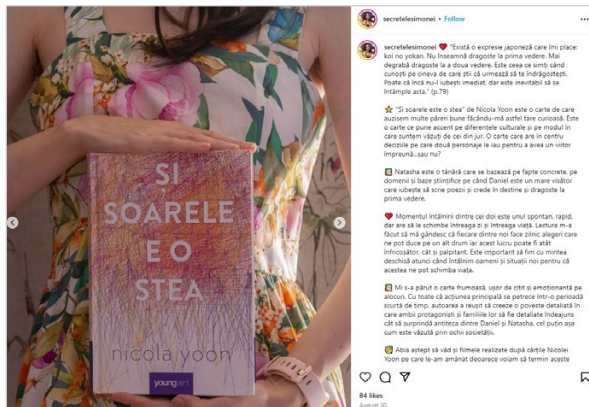 ȘI
SOARELE
E O
STEA
nicola yoon
youngart
secretelesimonei • Follow
secretelesimonei ❤ "Există o expresie japoneză care îmi place:
koi no yokan. Nu înseamnă dragoste la prima vedere. Mai
degrabă dragoste la a doua vedere. Este ceea ce simți când
cunoști pe cineva de care știi că urmează să te îndrăgostești.
Poate că încă nu-l iubești imediat, dar este inevitabil să se
întâmple asta." (p.79)
⭐ "Si soarele este o stea" de Nicola Yoon este o carte de care
auzisem multe păreri bune făcându-mă astfel tare curioasă. Este
o carte ce pune accent pe diferențele culturale și pe modul în
care suntem văzuți de cei din jur. O carte care are în centru
deciziile pe care două personaje le iau pentru a avea un viitor
împreună...sau nu?
Natasha este o tânără care se bazează pe fapte concrete, pe
domenii și baze științifice pe când Daniel este un mare visător
care iubește să scrie poezii și crede în destine și dragoste la
prima vedere.
💖 Momentul întâlnirii dintre cei doi este unul spontan, rapid,
dar are să le schimbe întreaga zi și întreaga viață. Lectura m-a
făcut să mă gândesc că fiecare dintre noi face zilnic alegeri care
ne pot duce pe un alt drum iar acest lucru poate fi atât
înfricoșător, cât și palpitant. Este important să fim cu mintea
deschisă atunci când întâlnim oameni și situații noi pentru că
acestea ne pot schimba viața.
Mi s-a părut o carte frumoasă, ușor de citit și emoționantă pe
alocuri. Cu toate că acțiunea principală se petrece într-o perioadă
scurtă de timp, autoarea a reușit să creeze o poveste detaliată în
care ambii protagoniști și familiile lor să fie detaliate îndeajuns
cât să surprindă antiteza dintre Daniel și Natasha, cel puțin așa
cum este văzută prin ochii societății.
Abia aștept să văd și filmele realizate după cărțile Nicolei
Yoon pe care le-am amânat deoarece voiam să termin aceste
84 likes
August 10